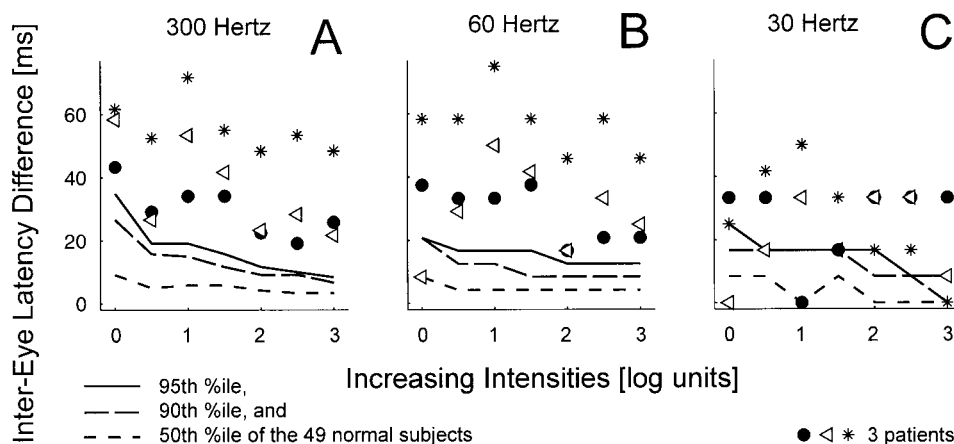 300 Hertz
A
60 Hertz
B
30 Hertz
C
Inter-Eye Latency Difference [ms]
60
40
20
0
0 1 2 3
0 1 2 3
0 1 2 3
Increasing Intensities [log units]
95th %ile,
90th %ile, and
50th %ile of the 49 normal subjects
3 patients